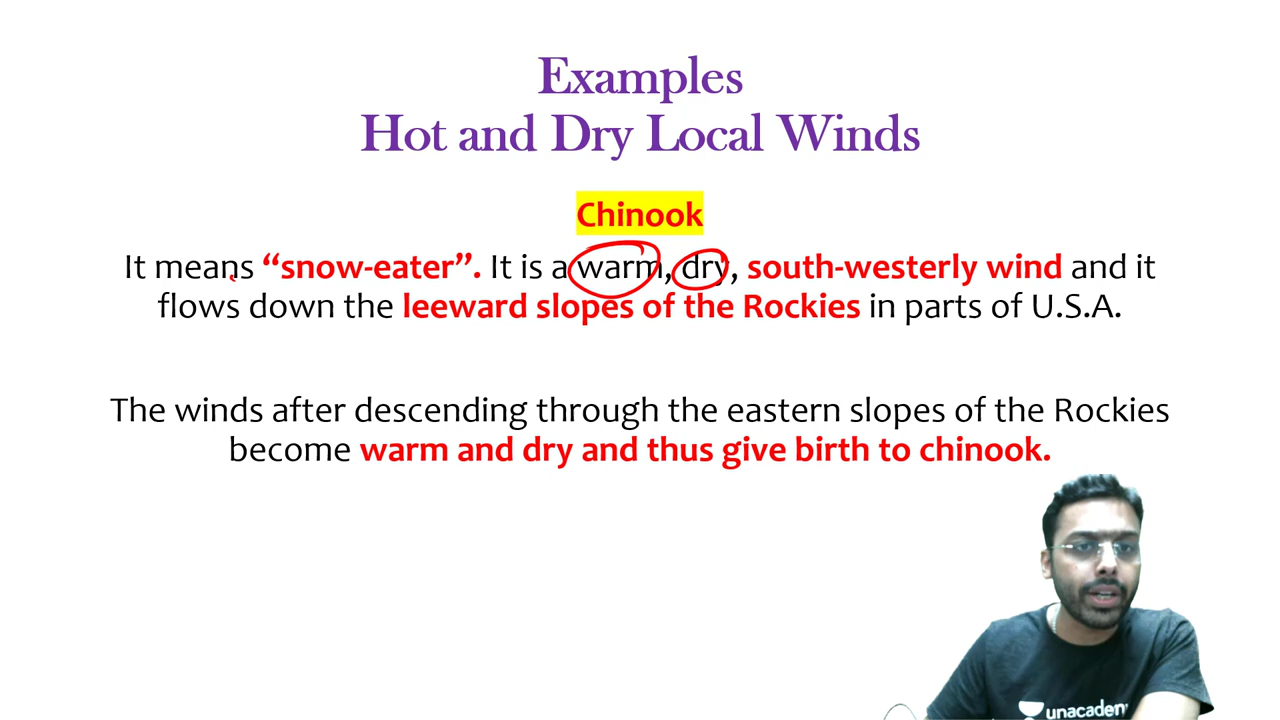 Examples
Hot and Dry Local Winds
Chinook
It means “snow-eater”. It is a warm, dry, south-westerly wind and it
flows down the leeward slopes of the Rockies in parts of U.S.A.
The winds after descending through the eastern slopes of the Rockies
become warm and dry and thus give birth to chinook.
unacademy